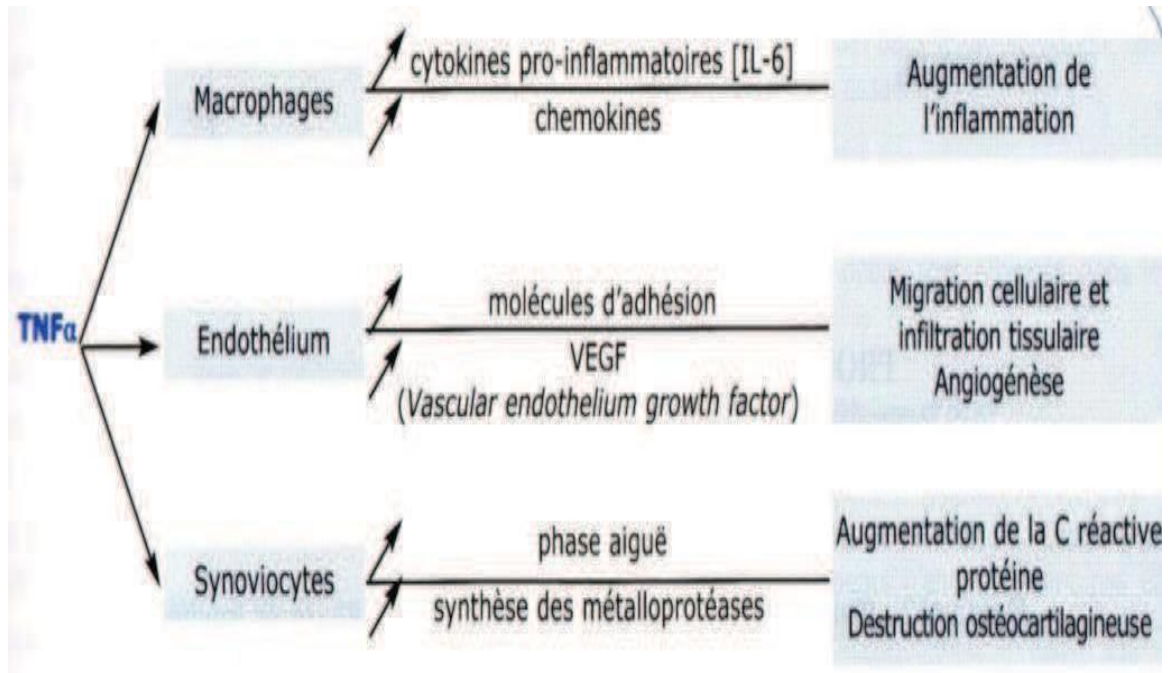 cytokines pro-inflammatoires [IL-6]
Macrophages
chemokines
Augmentation de
l'inflammation
TNFα
molécules d'adhésion
Endothélium
VEGF
(Vascular endothelium growth factor)
Migration cellulaire et
infiltration tissulaire
Angiogénèse
phase aiguë
Synoviocytes
synthèse des métalloprotéases
Augmentation de la C réactive
protéine
Destruction ostéocartilagineuse